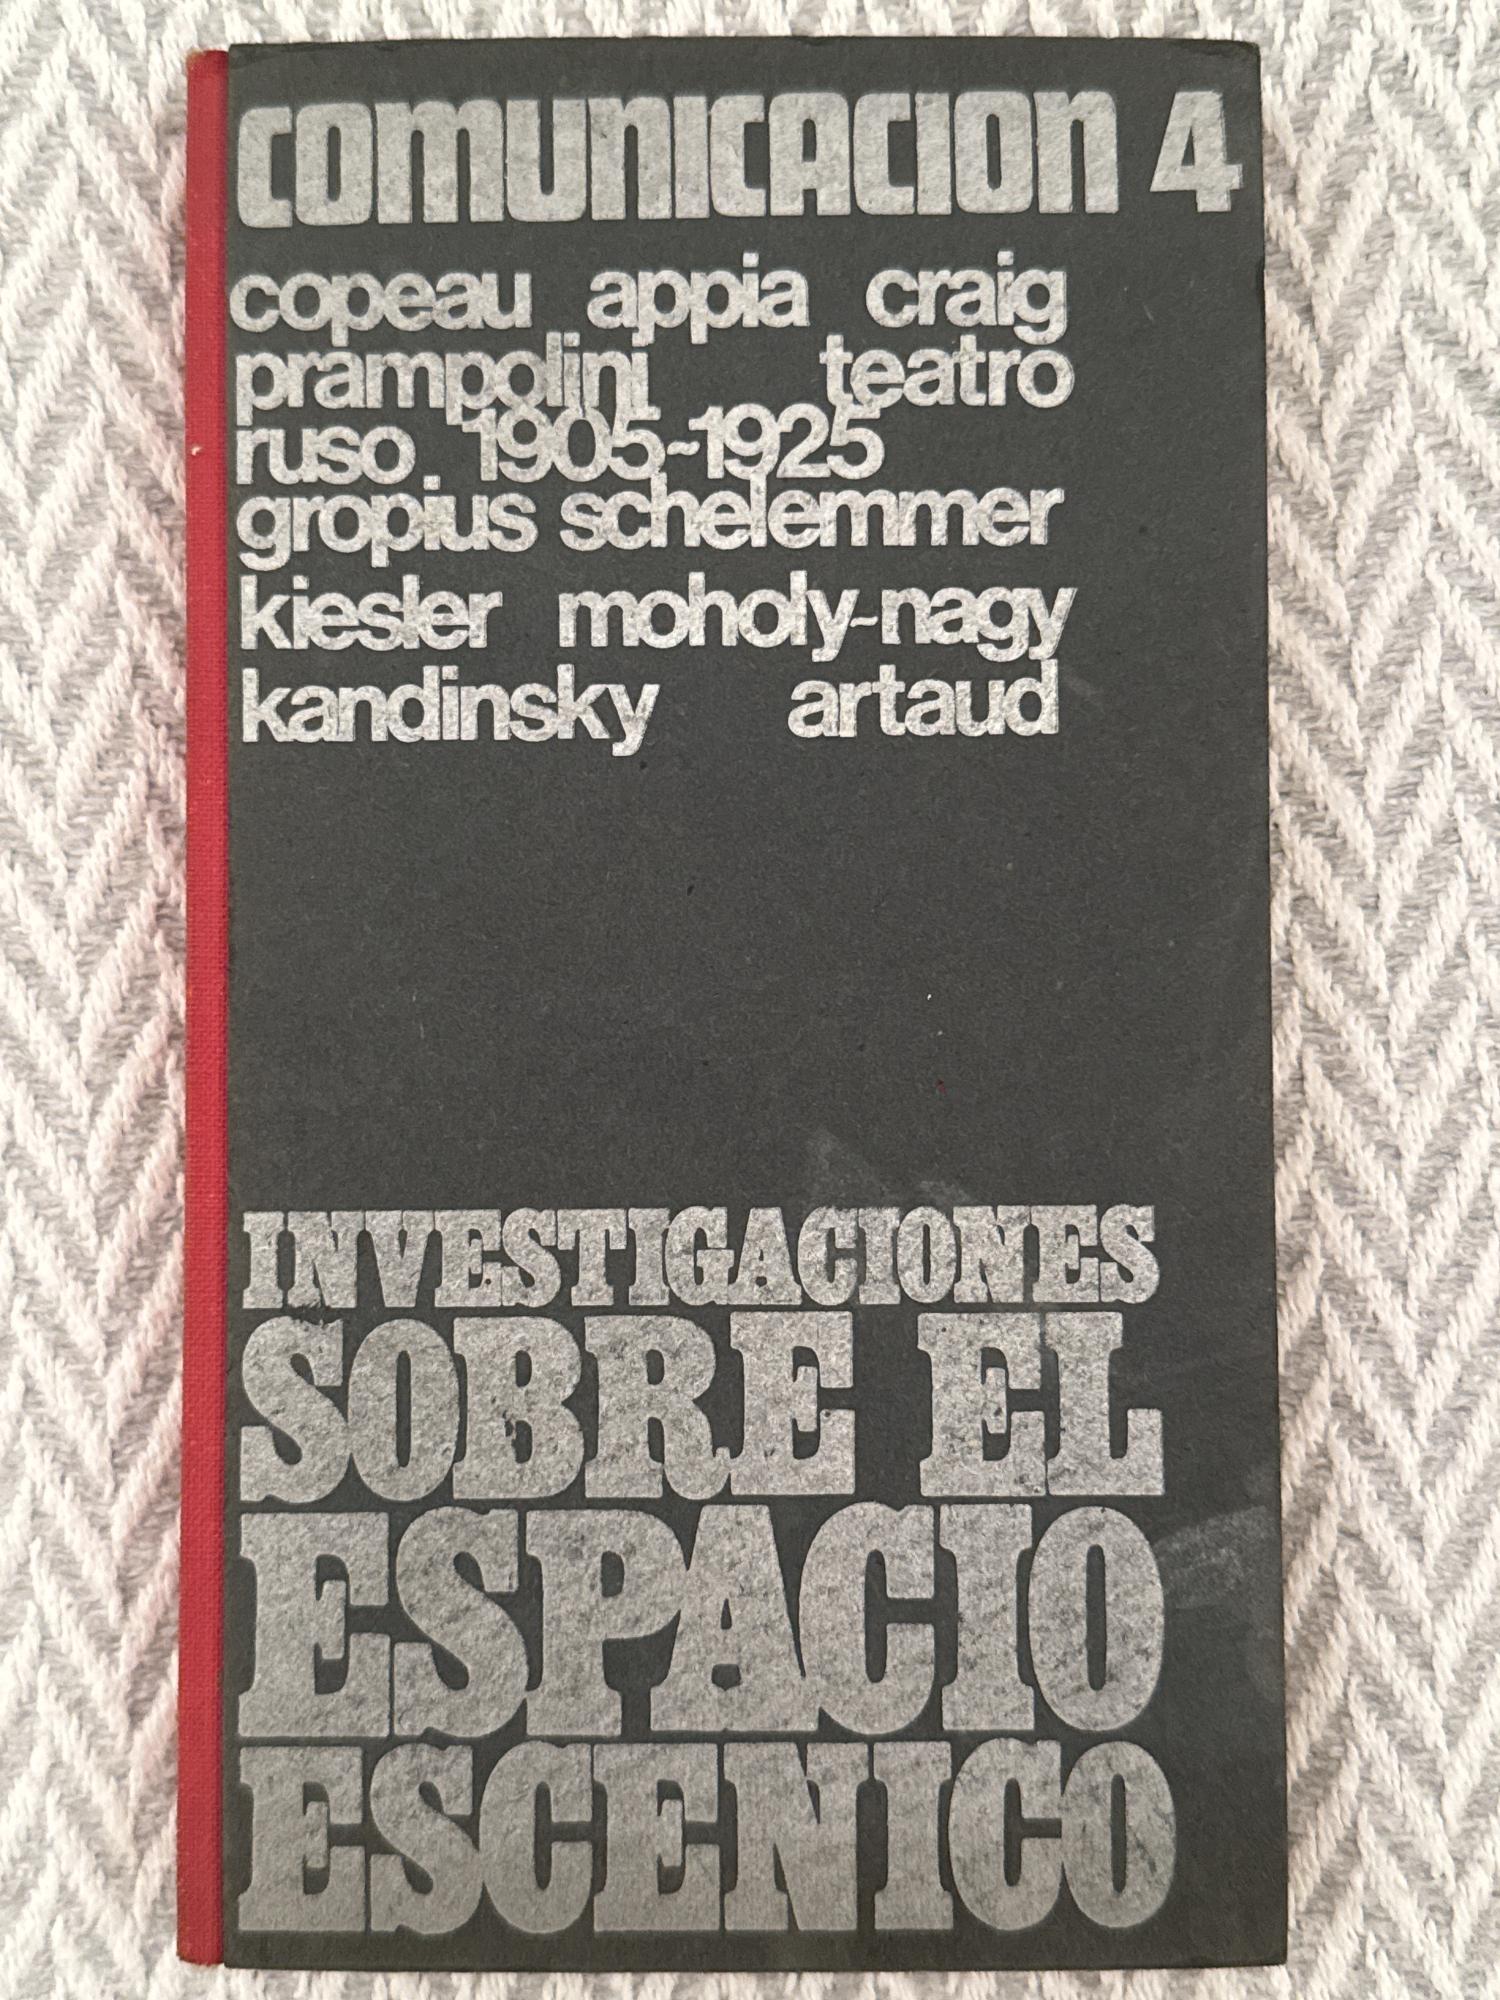 comunicacion 4
copeau appia craig
prampolini teatro
ruso 1905-1925
gropius schelemmer
kiesler moholy-nagy
kandinsky artaud
INVESTIGACIONES
SOBRE EL
ESPACIO
ESCENICO